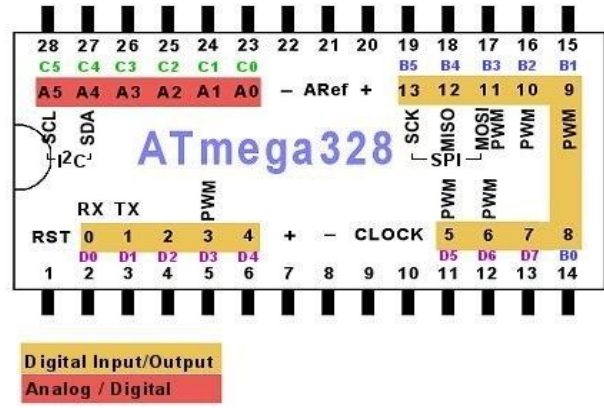 28 27 26 25 24 23 22 21 20 19 18 17 16 15
C5 C4 C3 C2 C1 C0 B5 B4 B3 B2 B1
A5 A4 A3 A2 A1 A0 – ARef + 13 12 11 10 9
SCL SDA SCK MISO MOSI PWM PWM PWM
I2C ATmega328 SPI
RX TX PWM PWM PWM
RST 0 1 2 3 4 + – CLOCK 5 6 7 8
D0 D1 D2 D3 D4 D5 D6 D7 B0
1 2 3 4 5 6 7 8 9 10 11 12 13 14
Digital Input/Output
Analog / Digital